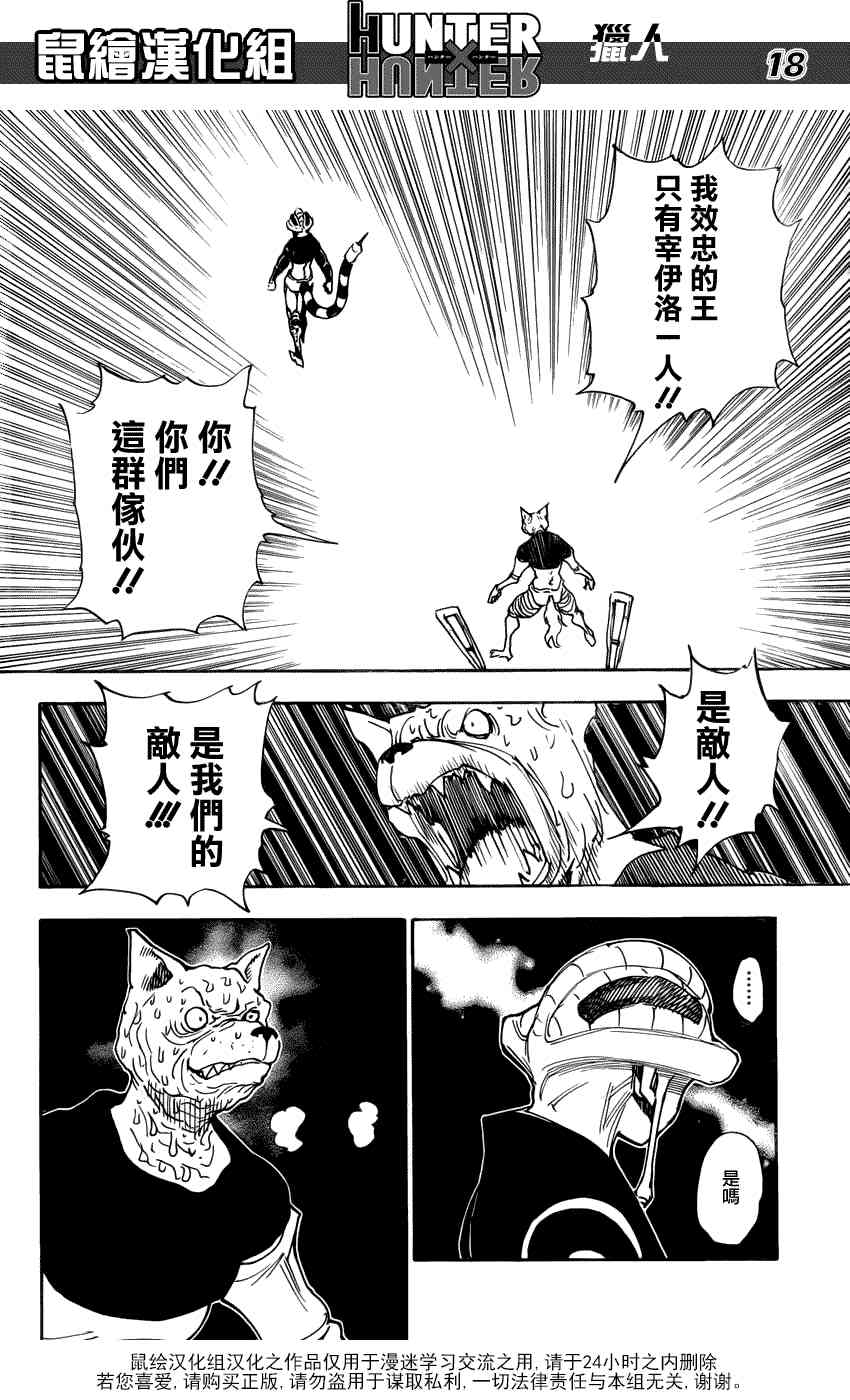 鼠繪漢化組
HUNTER
×
HUNTER
獵人
18
我效忠的王
只有宰伊洛一人!!
你!!
你們
這群傢伙!!
是敵人!!
是我們的
敵人!!!
……
是嗎
鼠绘汉化组汉化之作品仅用于漫迷学习交流之用,请于24小时之内删除
若您喜爱,请购买正版,请勿盗用于谋取私利,一切法律责任与本组无关,谢谢。